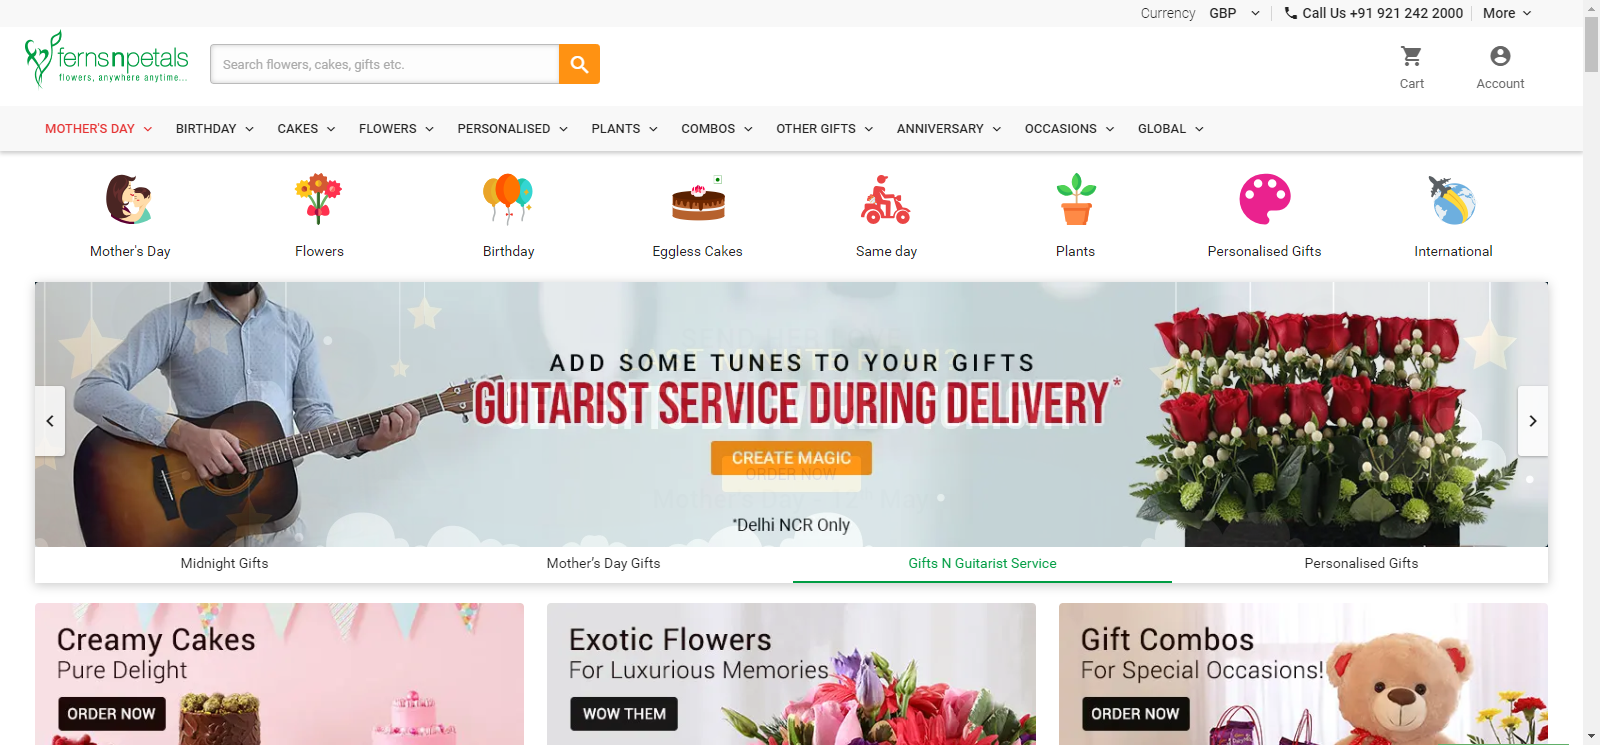 Currency GBP Call Us +91 921 242 2000 More
fernsnpetals
flowers, anywhere anytime...
Search flowers, cakes, gifts etc.
Cart Account
MOTHER'S DAY BIRTHDAY CAKES FLOWERS PERSONALISED PLANTS COMBOS OTHER GIFTS ANNIVERSARY OCCASIONS GLOBAL
Mother's Day Flowers Birthday Eggless Cakes Same day Plants Personalised Gifts International
ADD SOME TUNES TO YOUR GIFTS
GUITARIST SERVICE DURING DELIVERY*
CREATE MAGIC
ORDER NOW
*Delhi NCR Only
Midnight Gifts Mother's Day Gifts Gifts N Guitarist Service Personalised Gifts
Creamy Cakes
Pure Delight
ORDER NOW
Exotic Flowers
For Luxurious Memories
WOW THEM
Gift Combos
For Special Occasions!
ORDER NOW